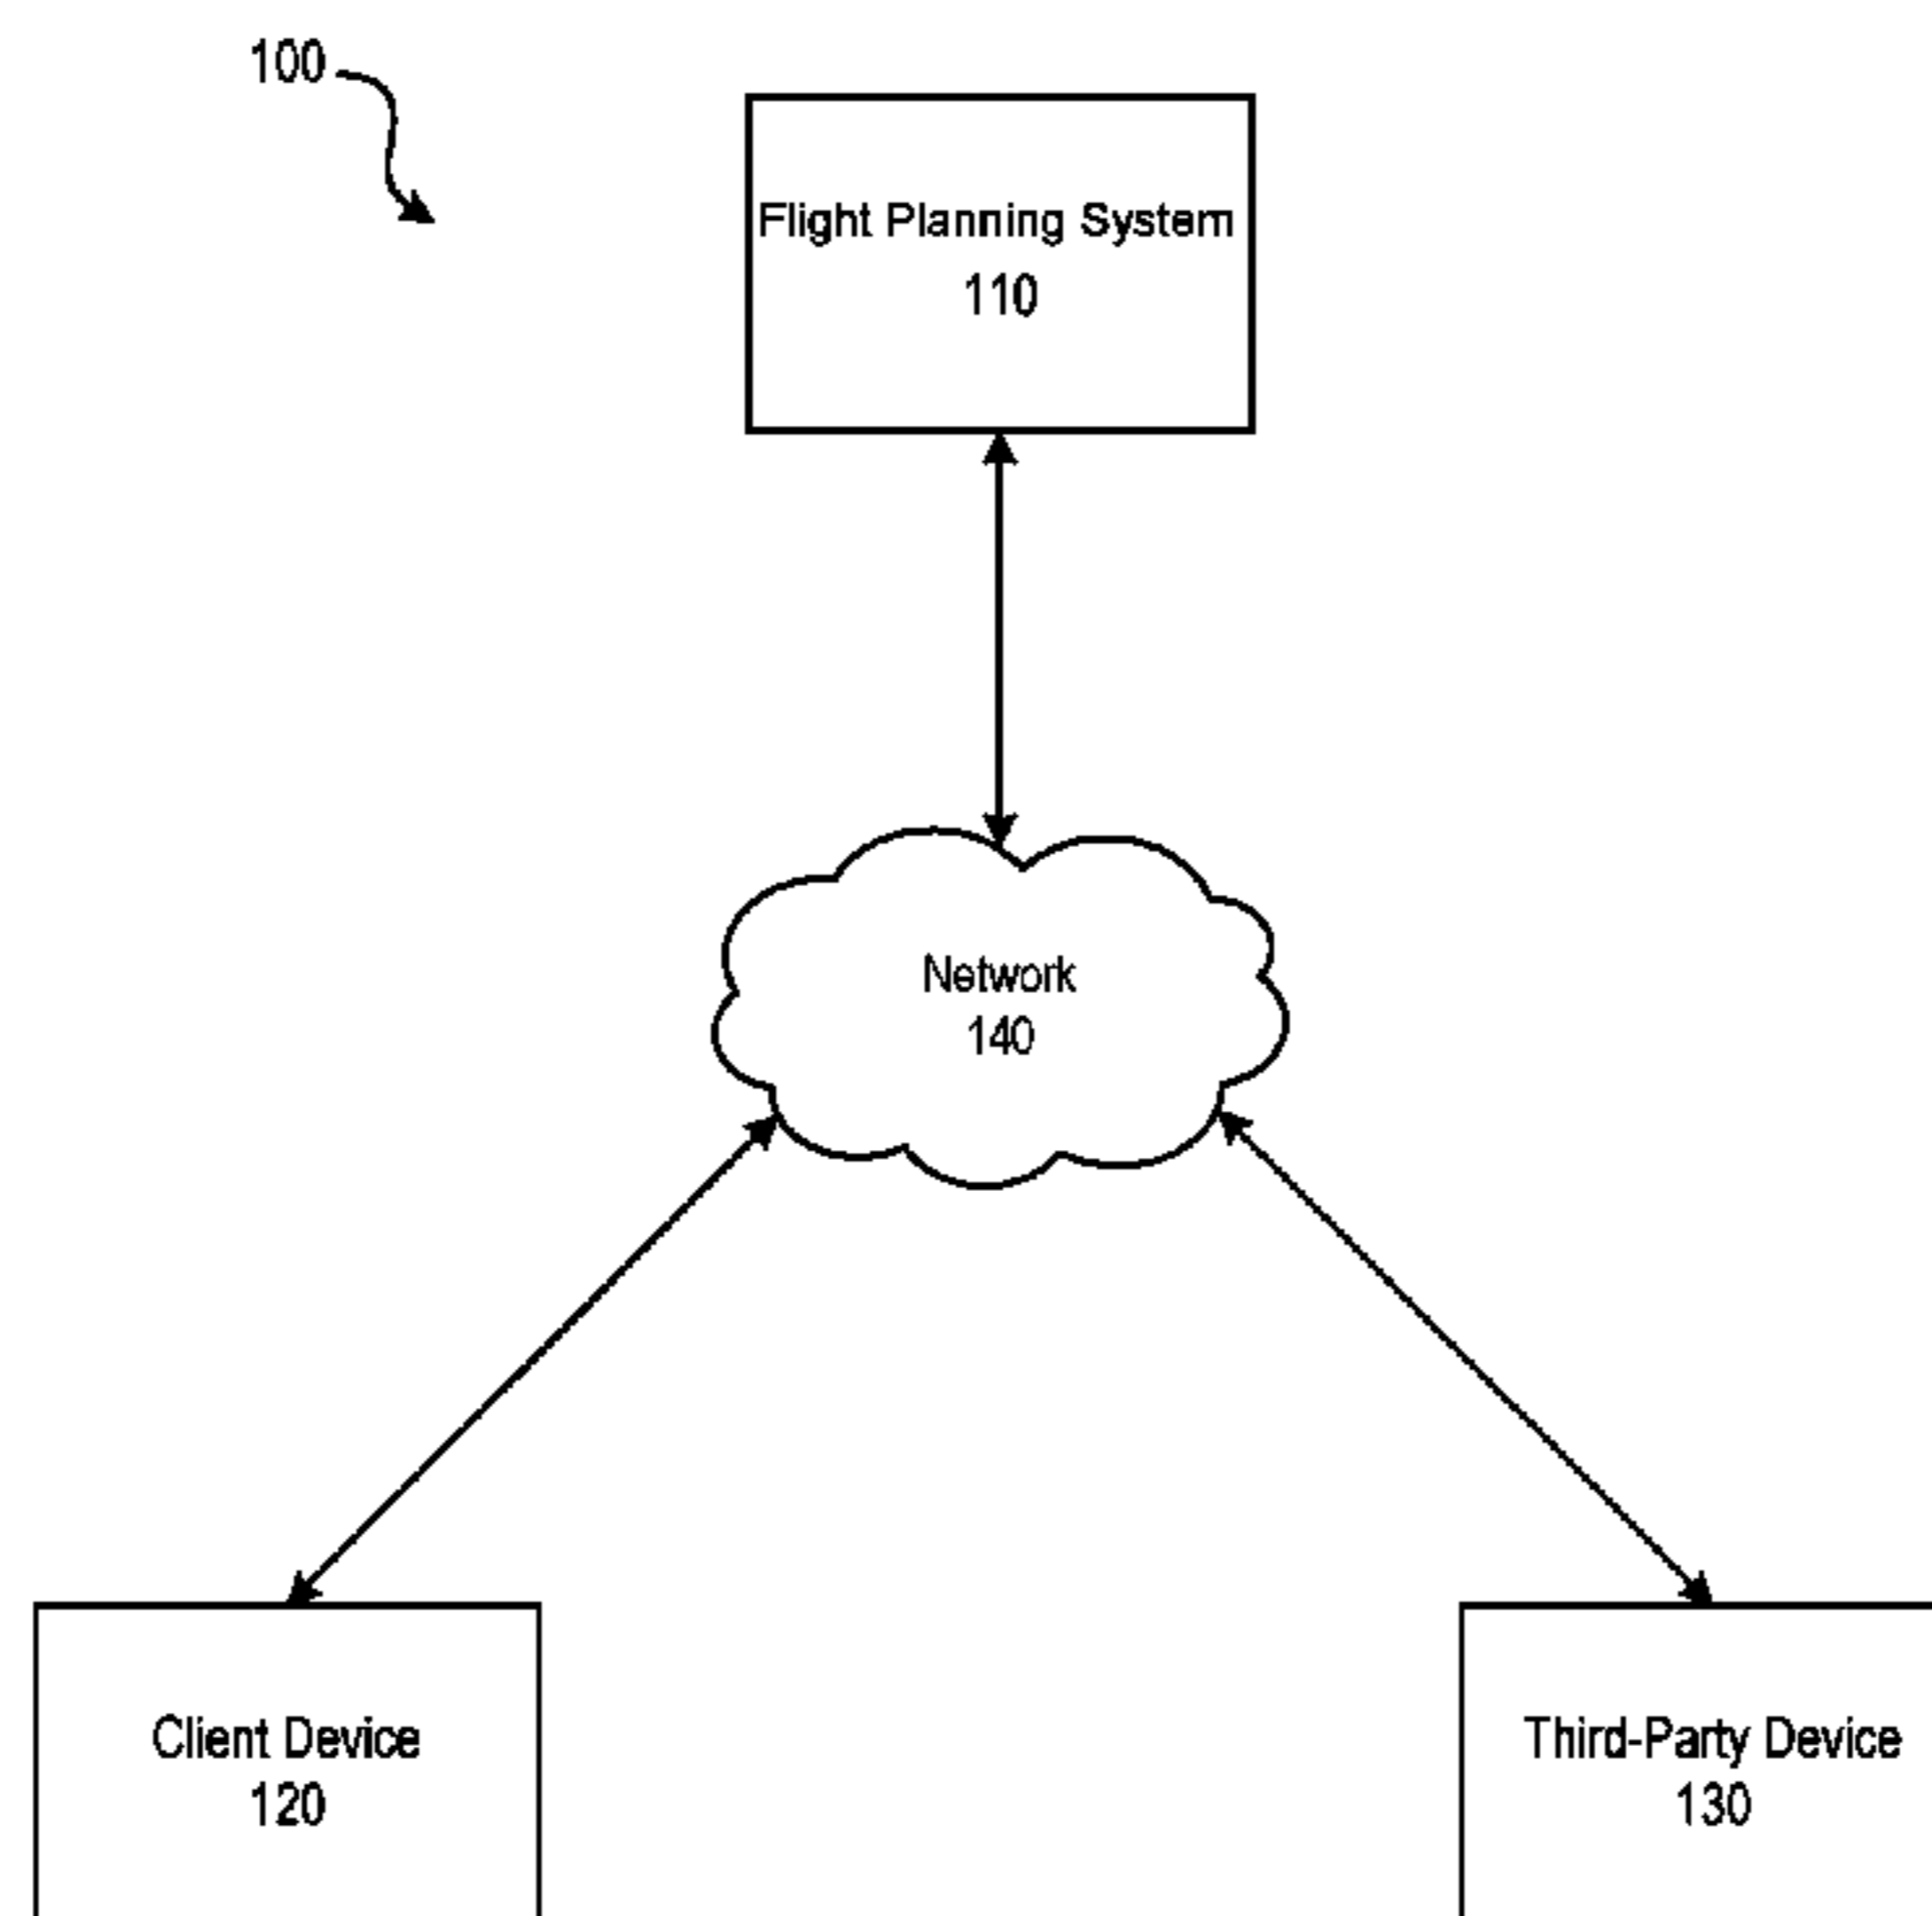 100
Flight Planning System
110
Network
140
Client Device
120
Third-Party Device
130